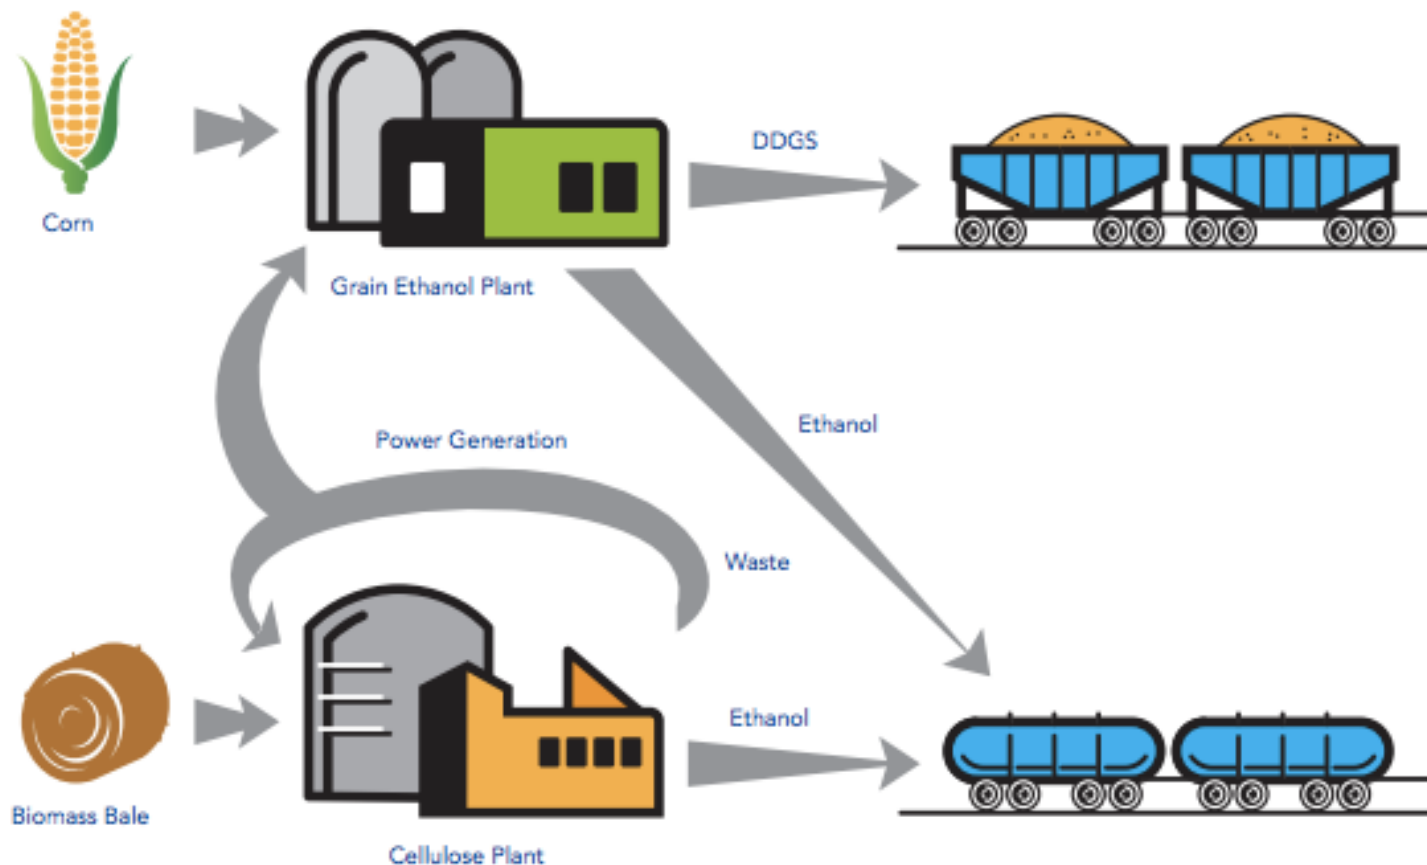 DDGS
Corn
Grain Ethanol Plant
Ethanol
Power Generation
Waste
Ethanol
Biomass Bale
Cellulose Plant